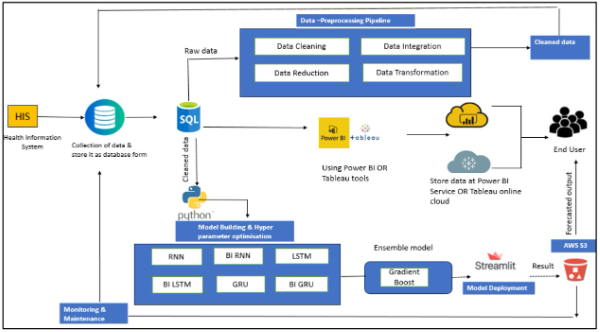 Data –Preprocessing Pipeline
Raw data
Data Cleaning
Data Integration
Data Reduction
Data Transformation
Cleaned data
HIS
Health Information
System
Collection of data &
store it as database form
SQL
Power BI
+ableau
Using Power BI OR
Tableau tools
Store data at Power BI
Service OR Tableau online
cloud
End User
Cleaned data
python
Model Building & Hyper
parameter optimisation
RNN
BI RNN
LSTM
BI LSTM
GRU
BI GRU
Ensemble model
Gradient
Boost
Streamlit
Model Deployment
Result
Forecasted output
AWS S3
Monitoring &
Maintenance